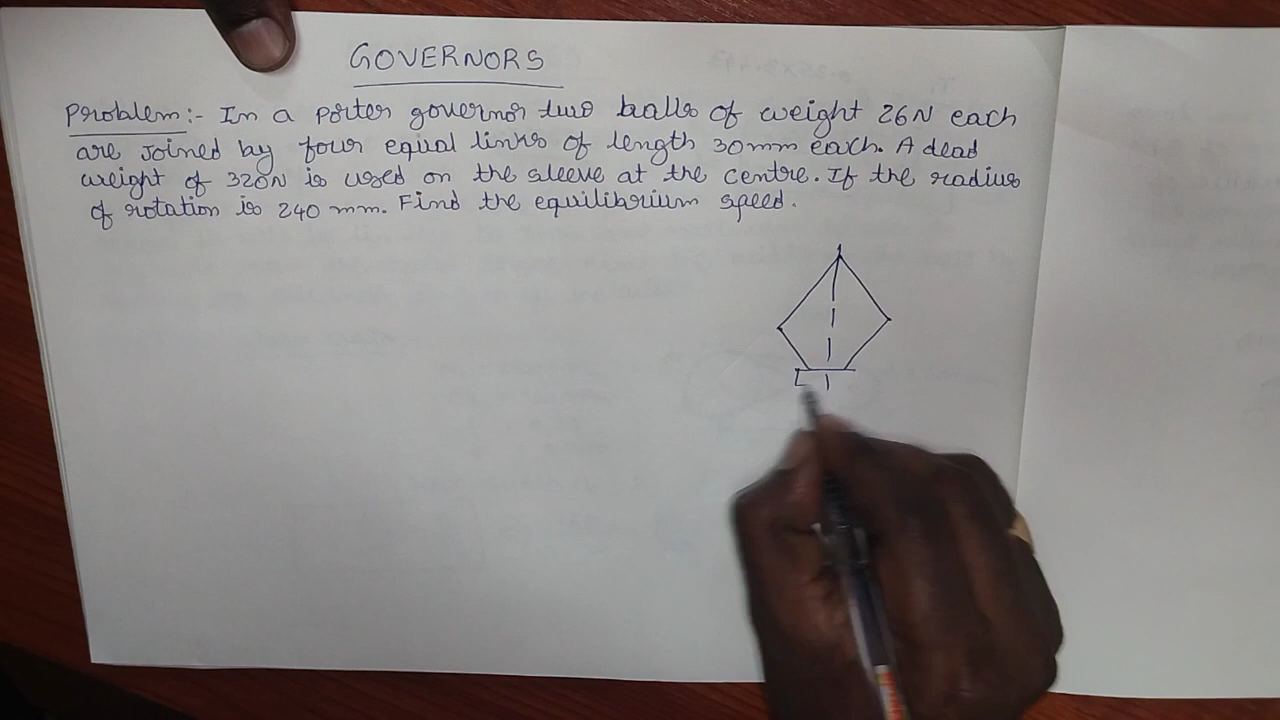 GOVERNORS
Problem:- In a porter governor two balls of weight 26N each
are joined by four equal links of length 30mm each. A dead
weight of 320N is used on the sleeve at the centre. If the radius
of rotation is 240 mm. Find the equilibrium speed.